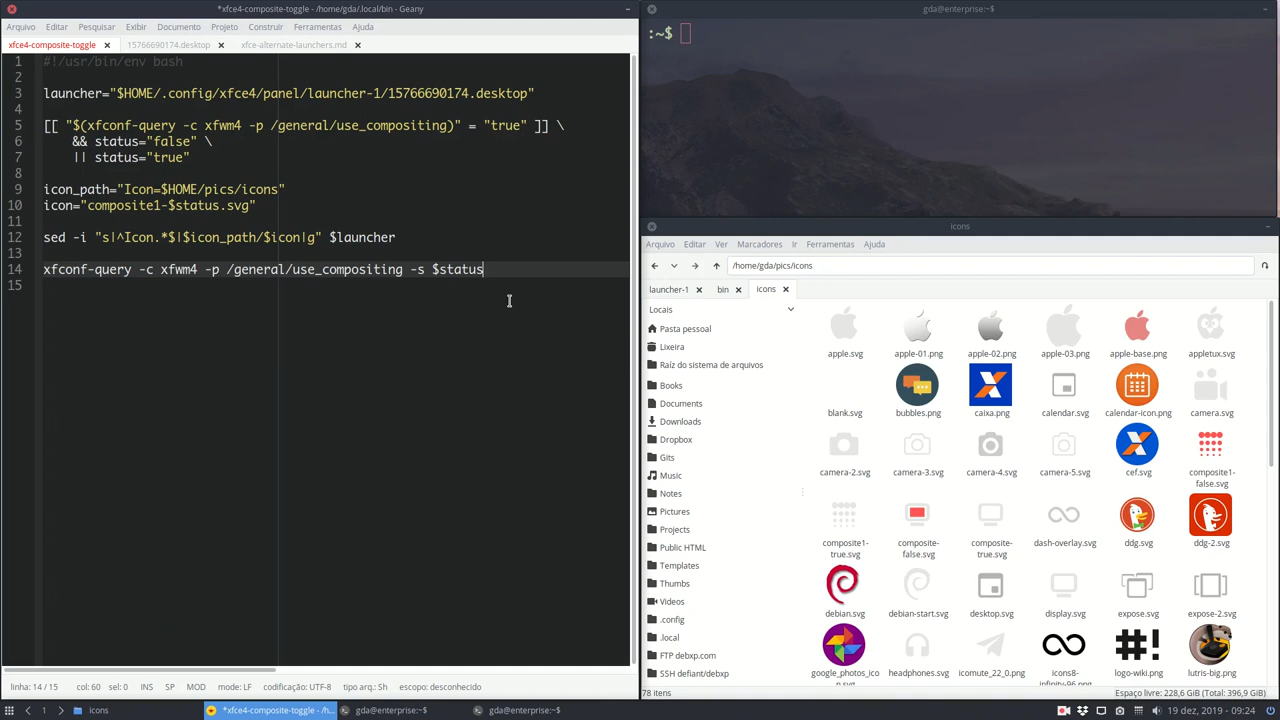 *xfce4-composite-toggle - /home/gda/.local/bin - Geany
Arquivo Editar Pesquisar Exibir Documento Projeto Construir Ferramentas Ajuda
xfce4-composite-toggle 15766690174.desktop xfce-alternate-launchers.md
1 #!/usr/bin/env bash
2
3 launcher="$HOME/.config/xfce4/panel/launcher-1/15766690174.desktop"
4
5 [[ "$(xfconf-query -c xfwm4 -p /general/use_compositing)" = "true" ]] \
6 && status="false" \
7 || status="true"
8
9 icon_path="Icon=$HOME/pics/icons"
10 icon="composite1-$status.svg"
11
12 sed -i "s|^Icon.*$|$icon_path/$icon|g" $launcher
13
14 xfconf-query -c xfwm4 -p /general/use_compositing -s $status
15
linha: 14 / 15 col: 60 sel: 0 INS SP MOD mode: LF codificação: UTF-8 tipo arq.: Sh escopo: desconhecido
gda@enterprise:~$
:~$
icons
Arquivo Editar Ver Marcadores Ir Ferramentas Ajuda
/home/gda/pics/icons
launcher-1 bin icons
Locais
Pasta pessoal
Lixeira
Raíz do sistema de arquivos
Books
Documents
Downloads
Dropbox
Gits
Music
Notes
Pictures
Projects
Public HTML
Templates
Thumbs
Videos
.config
.local
FTP debxp.com
SSH defiant/debxp
apple.svg apple-01.png apple-02.png apple-03.png apple-base.png appletux.svg
blank.svg bubbles.png caixa.png calendar.svg calendar-icon.png camera.svg
camera-2.svg camera-3.svg camera-4.svg camera-5.svg cef.svg composite1-
false.svg
composite1- composite- composite- dash-overlay.svg ddg.svg ddg-2.svg
true.svg false.svg true.svg
debian.svg debian-start.svg desktop.svg display.svg expose.svg expose-2.svg
#!
google_photos_ico headphones.svg icomute_22_0.png icons8- logo-wiki.png lutris-big.png
n.svg infinity-96.png
78 itens Espaço livre: 228,6 GiB (Total: 396,9 GiB)
1 icons *xfce4-composite-toggle - /h... gda@enterprise:~$ gda@enterprise:~$ 19 dez, 2019 - 09:24